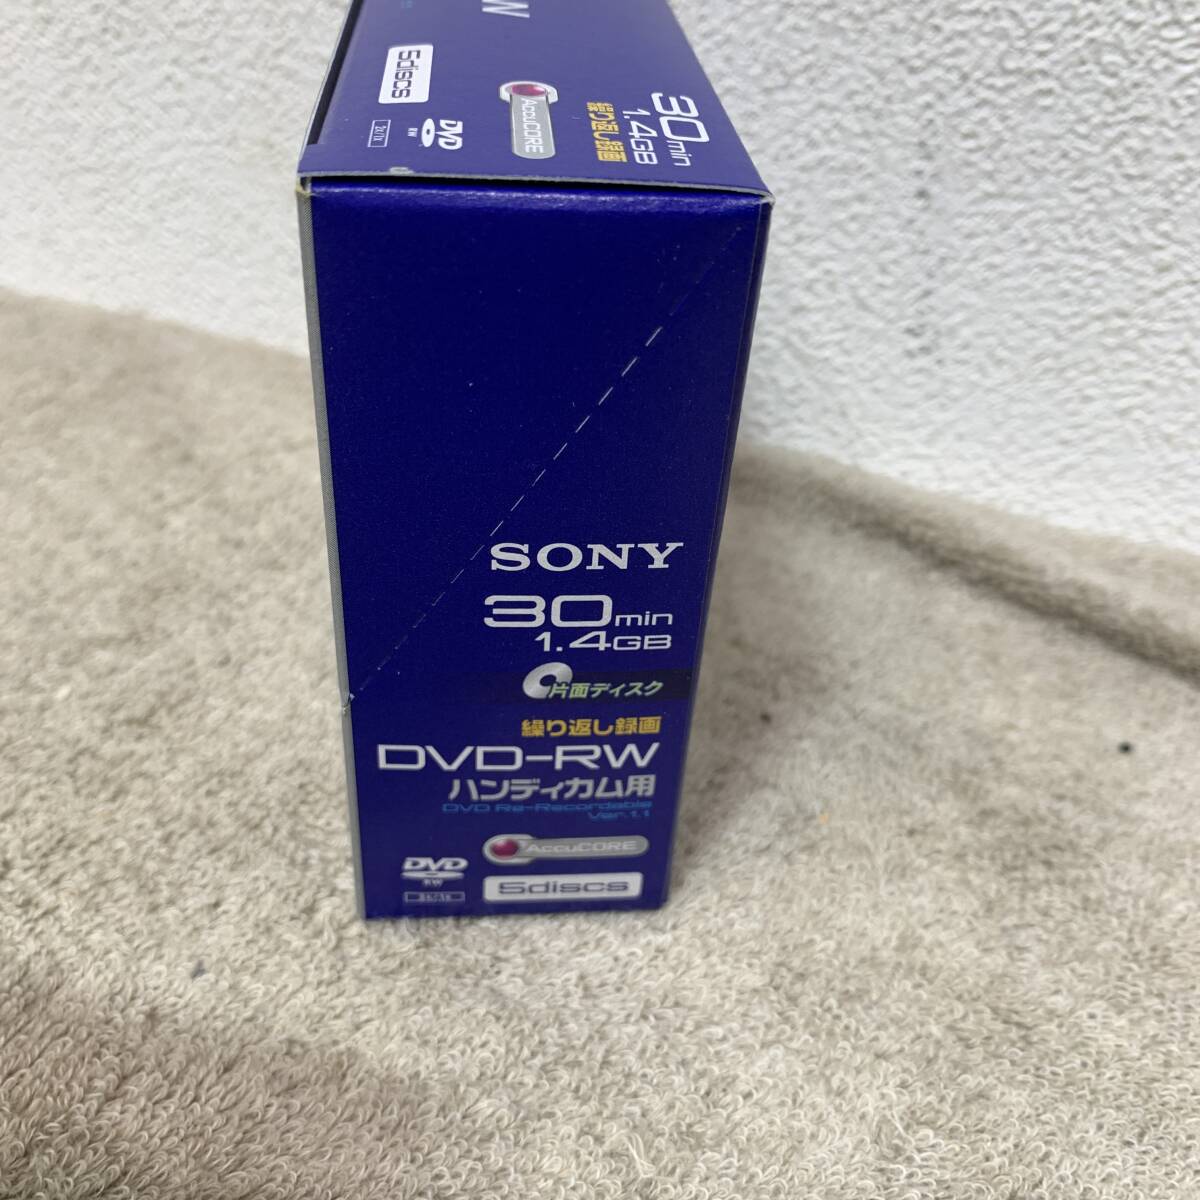 W
5discs
AccuCORE
30min
1.4GB
繰り返し録画
DVD
RW
2x/1x
SONY
30min
1.4GB
片面ディスク
繰り返し録画
DVD-RW
ハンディカム用
DVD Re-Recordable
Ver.1.1
AccuCORE
DVD
RW
5discs